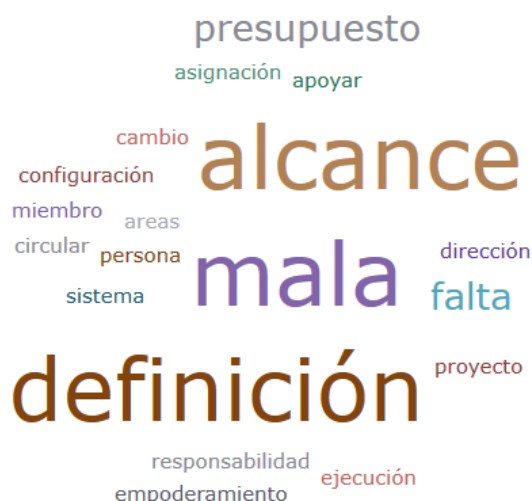 presupuesto
asignación apoyar
cambio alcance
configuración
miembro areas
circular persona mala dirección
sistema falta
definición proyecto
responsabilidad
ejecución
empoderamiento